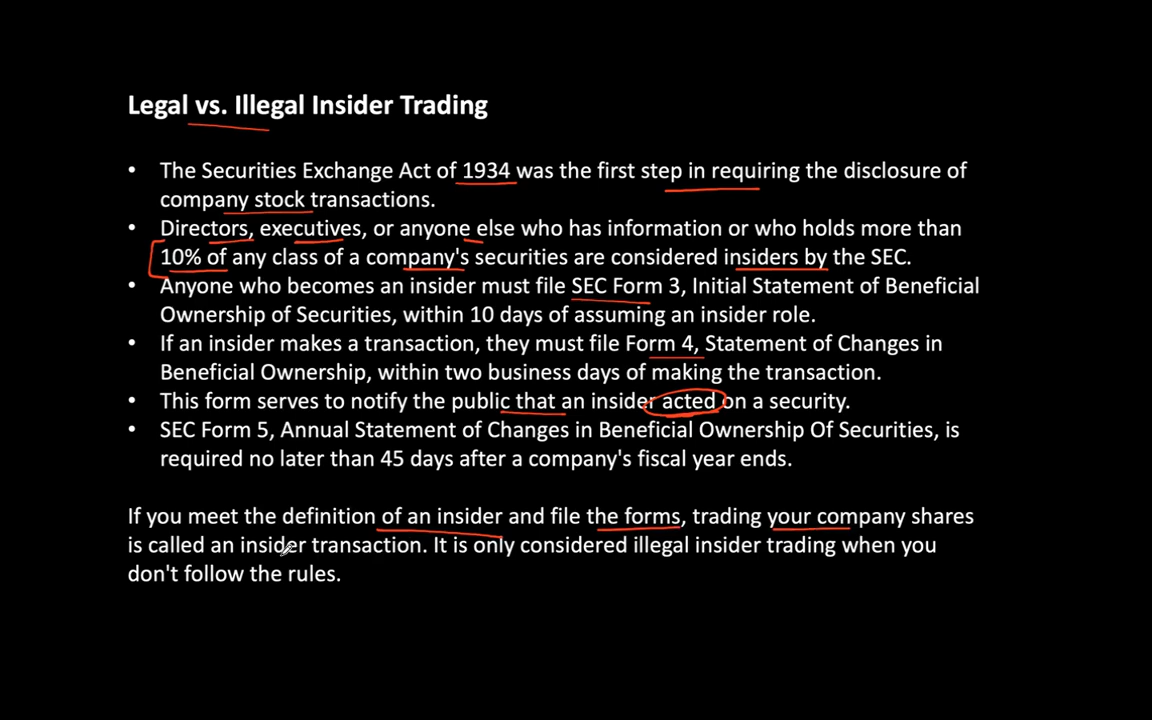 Legal vs. Illegal Insider Trading
• The Securities Exchange Act of 1934 was the first step in requiring the disclosure of
company stock transactions.
• Directors, executives, or anyone else who has information or who holds more than
10% of any class of a company's securities are considered insiders by the SEC.
• Anyone who becomes an insider must file SEC Form 3, Initial Statement of Beneficial
Ownership of Securities, within 10 days of assuming an insider role.
• If an insider makes a transaction, they must file Form 4, Statement of Changes in
Beneficial Ownership, within two business days of making the transaction.
• This form serves to notify the public that an insider acted on a security.
• SEC Form 5, Annual Statement of Changes in Beneficial Ownership Of Securities, is
required no later than 45 days after a company's fiscal year ends.
If you meet the definition of an insider and file the forms, trading your company shares
is called an insider transaction. It is only considered illegal insider trading when you
don't follow the rules.